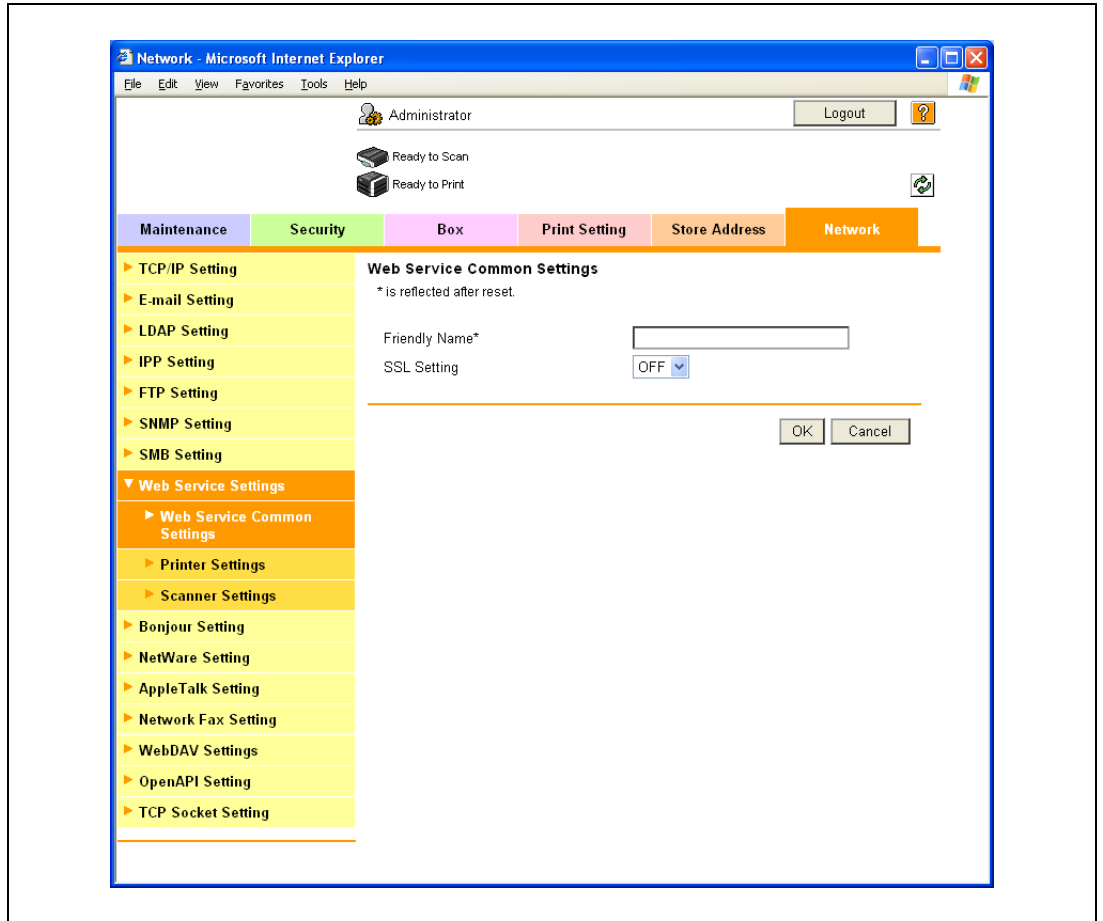 Network - Microsoft Internet Explorer
File Edit View Favorites Tools Help
Administrator
Logout
?
Ready to Scan
Ready to Print
Maintenance Security Box Print Setting Store Address Network
TCP/IP Setting
E-mail Setting
LDAP Setting
IPP Setting
FTP Setting
SNMP Setting
SMB Setting
Web Service Settings
Web Service Common
Settings
Printer Settings
Scanner Settings
Bonjour Setting
NetWare Setting
AppleTalk Setting
Network Fax Setting
WebDAV Settings
OpenAPI Setting
TCP Socket Setting
Web Service Common Settings
* is reflected after reset.
Friendly Name*
SSL Setting OFF
OK Cancel